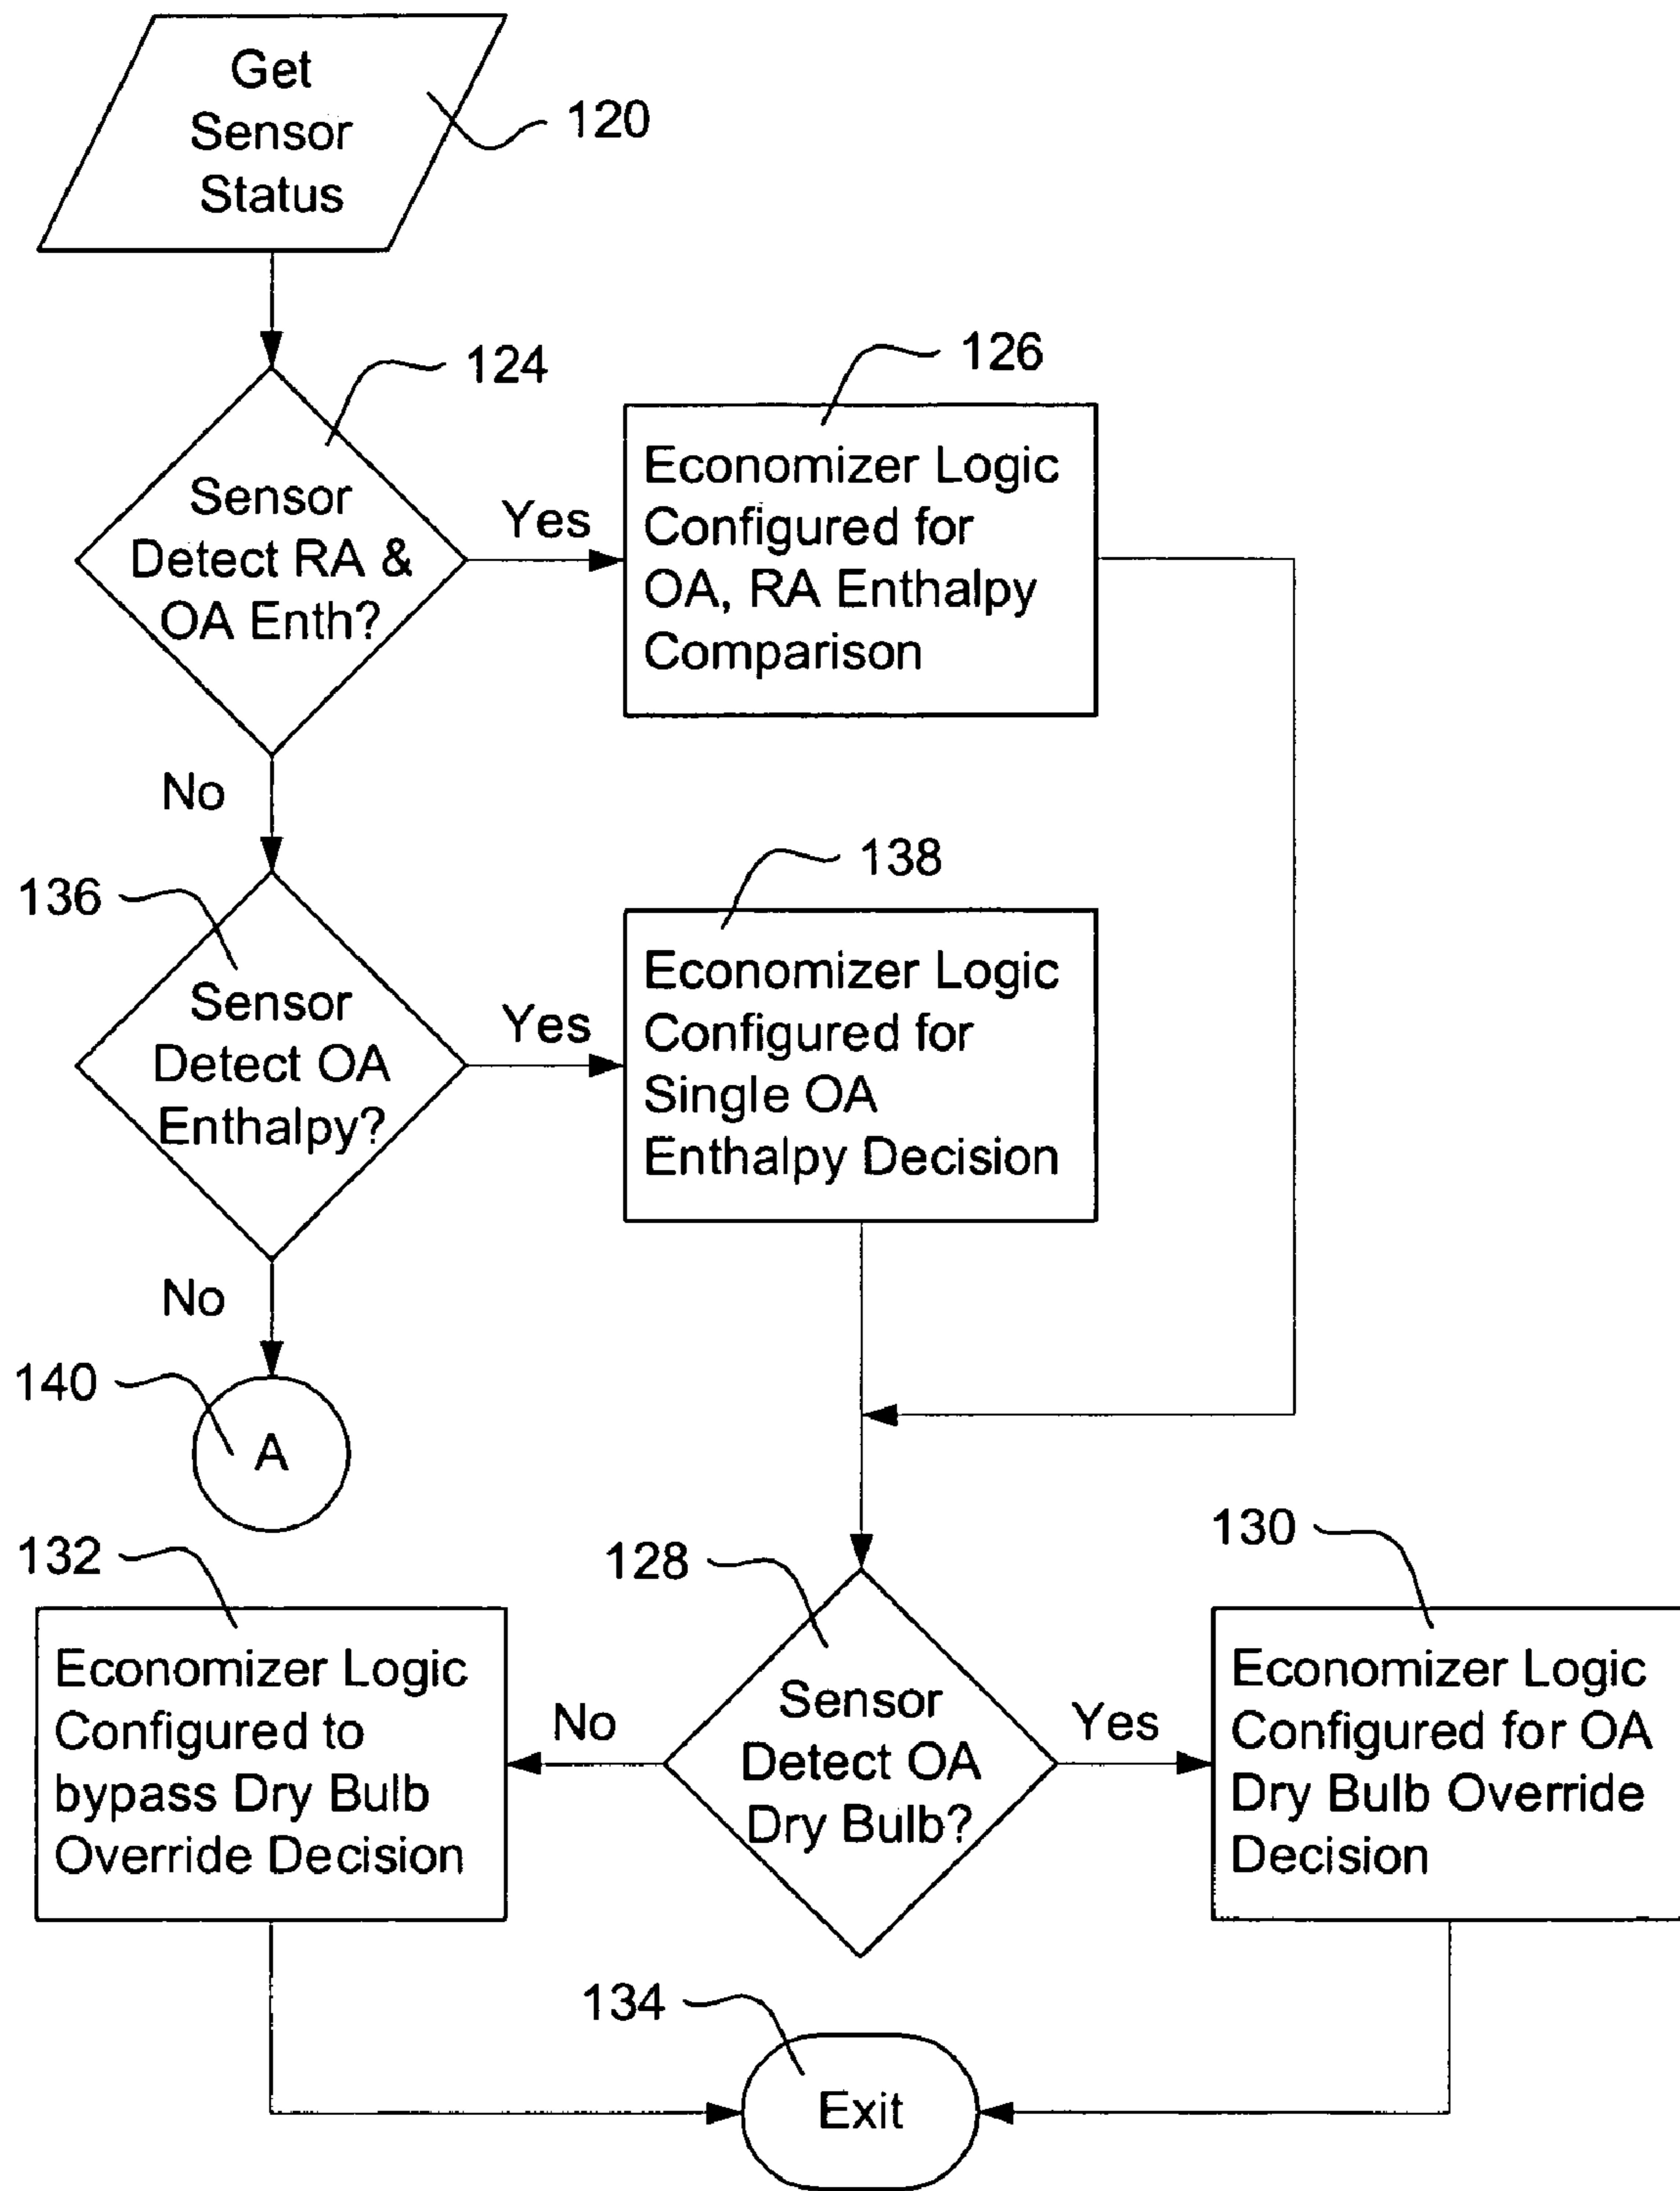 Get
Sensor
Status
120
124
Sensor
Detect RA &
OA Enth?
Yes
126
Economizer Logic
Configured for
OA, RA Enthalpy
Comparison
No
136
Sensor
Detect OA
Enthalpy?
Yes
138
Economizer Logic
Configured for
Single OA
Enthalpy Decision
No
140
A
132
Economizer Logic
Configured to
bypass Dry Bulb
Override Decision
No
128
Sensor
Detect OA
Dry Bulb?
Yes
130
Economizer Logic
Configured for OA
Dry Bulb Override
Decision
134
Exit